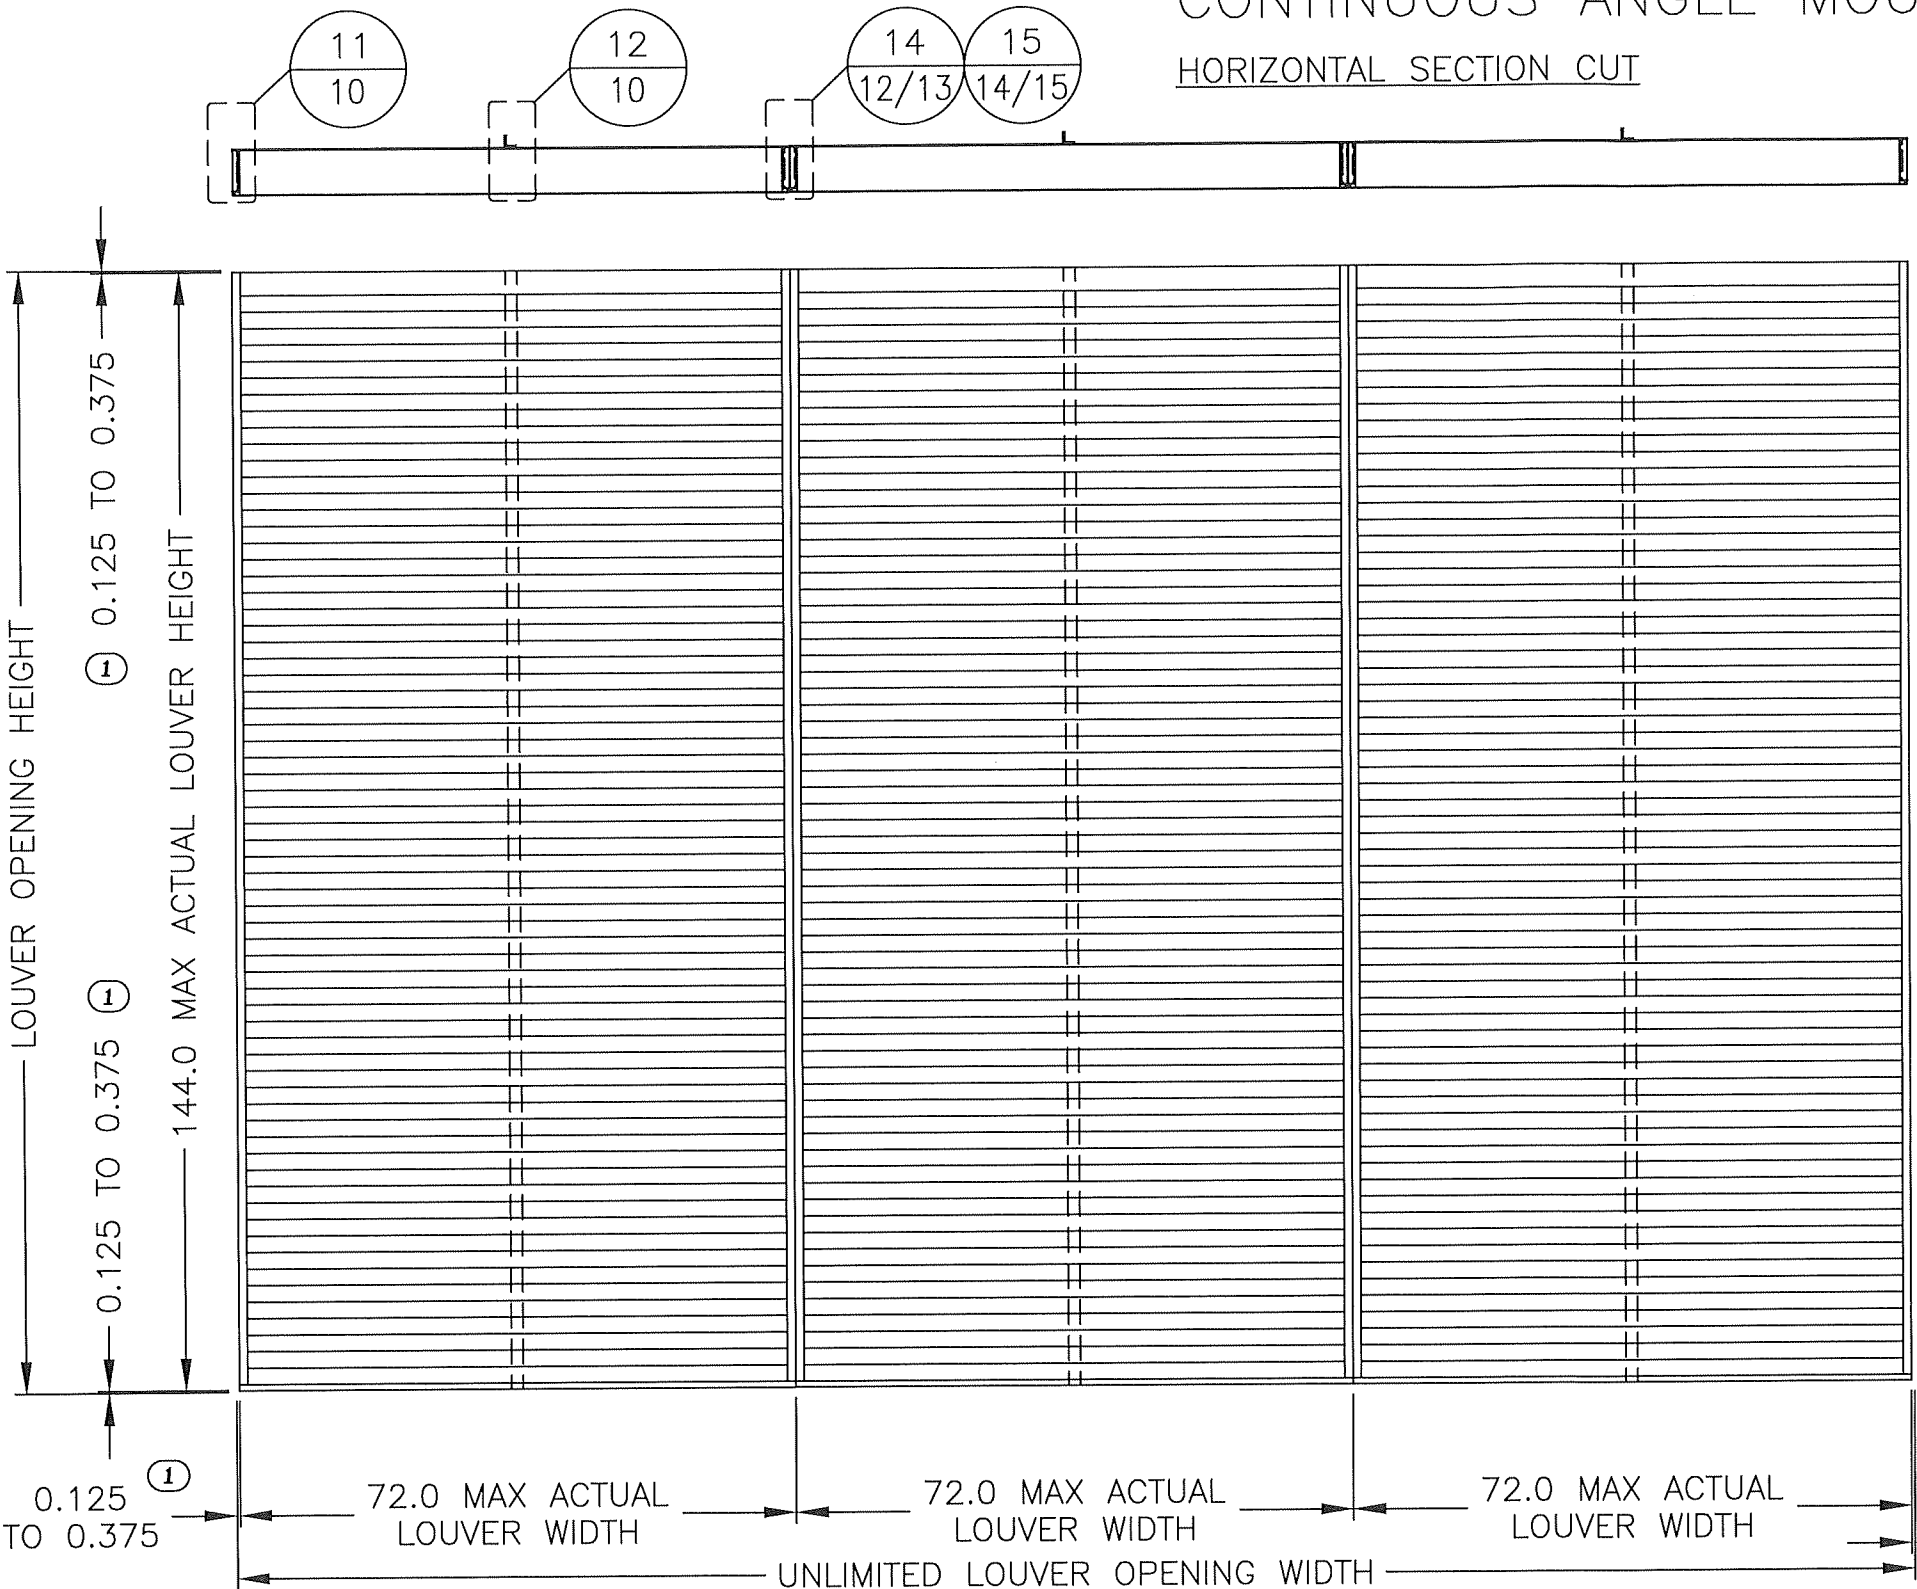 CONTINUOUS ANGLE
HORIZONTAL SECTION CUT
11
10
12
10
14
12/13
15
14/15
LOUVER OPENING HEIGHT
1 0.125 TO 0.375
0.125 TO 0.375 1
144.0 MAX ACTUAL LOUVER HEIGHT
0.125 1
TO 0.375
72.0 MAX ACTUAL
LOUVER WIDTH
72.0 MAX ACTUAL
LOUVER WIDTH
72.0 MAX ACTUAL
LOUVER WIDTH
UNLIMITED LOUVER OPENING WIDTH